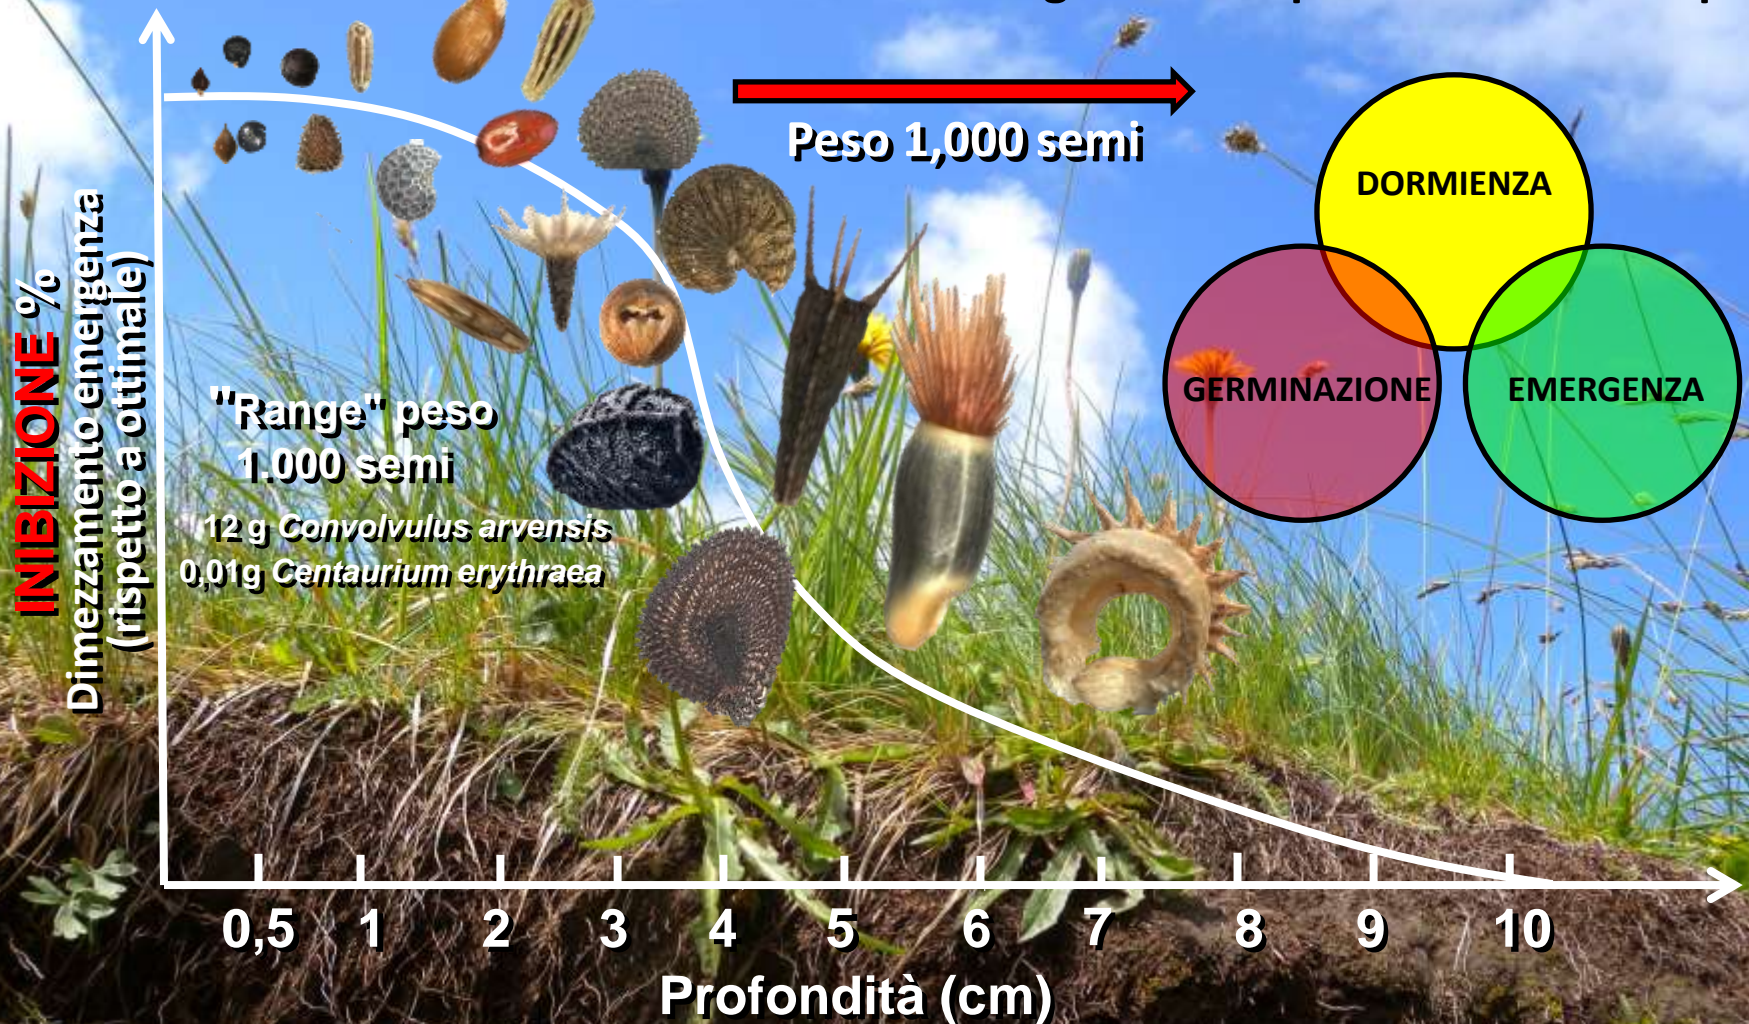 Peso 1,000 semi
DORMIENZA
GERMINAZIONE
EMERGENZA
INIBIZIONE %
Dimezzamento emergenza
(rispetto a ottimale)
"Range" peso
1.000 semi
12 g Convolvulus arvensis
0,01g Centaurium erythraea
0,5 1 2 3 4 5 6 7 8 9 10
Profondità (cm)